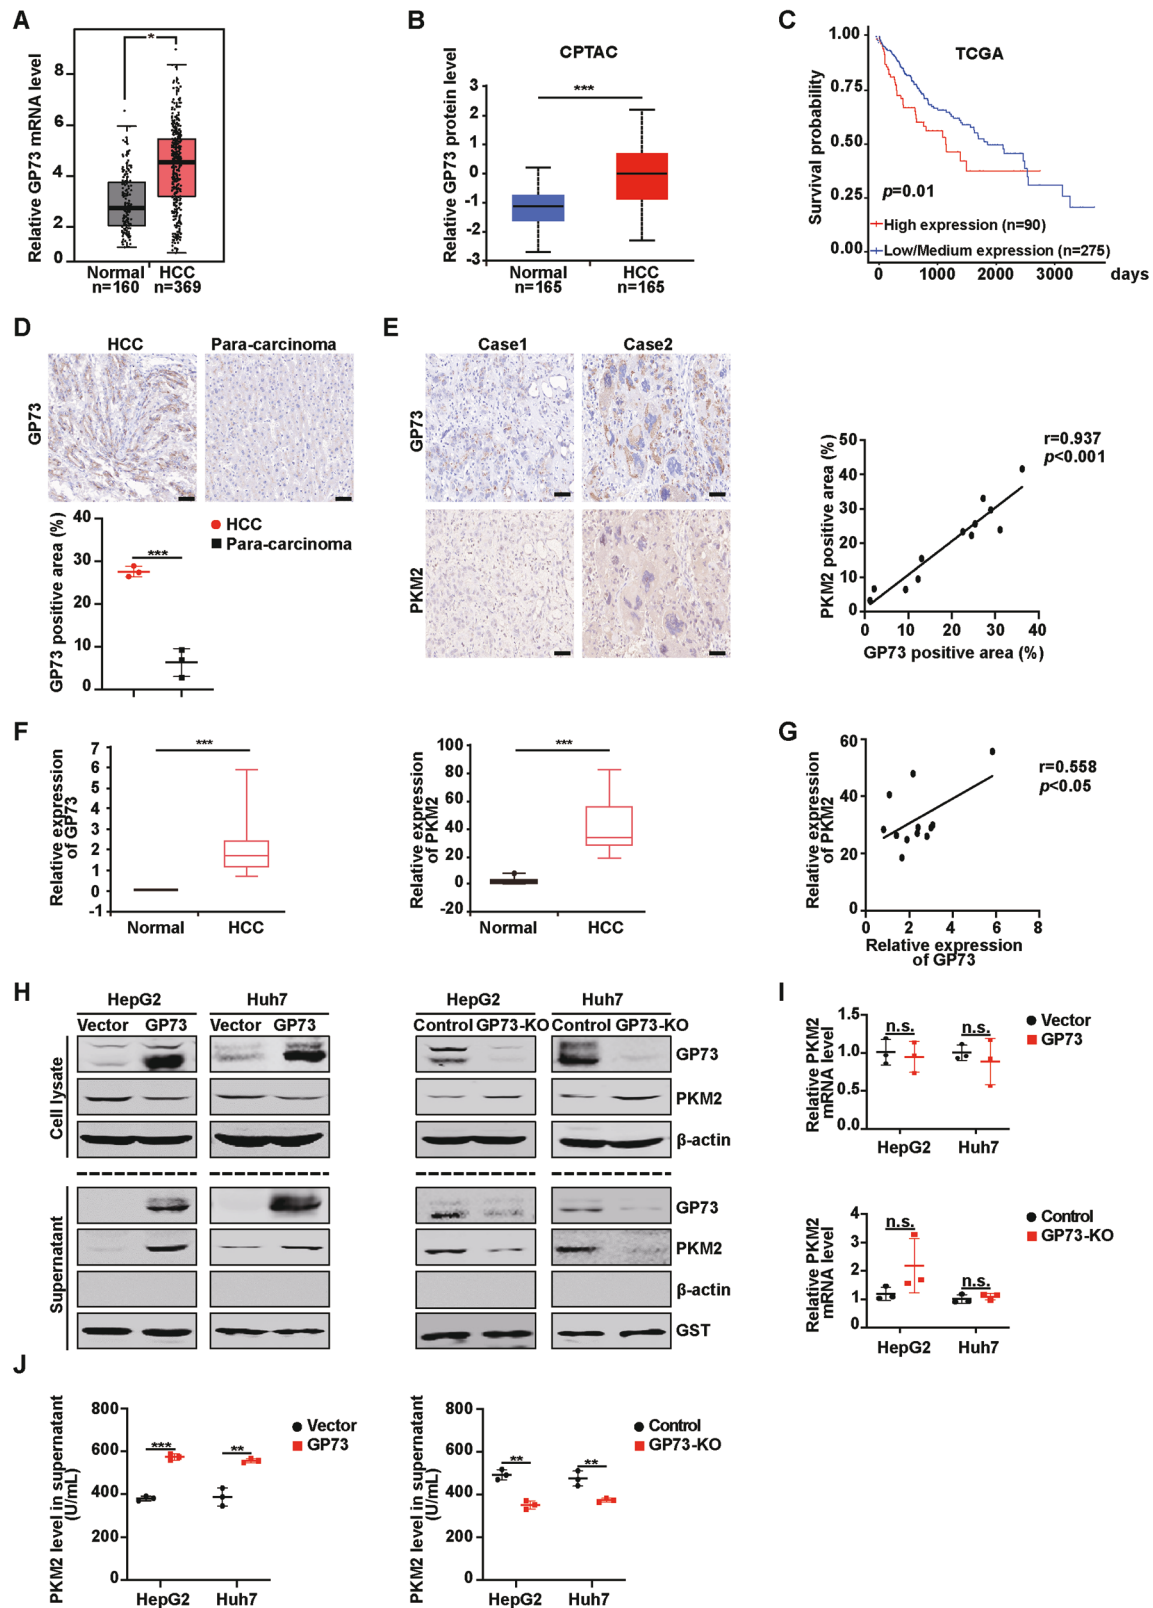 A
Relative GP73 mRNA level
8
6
4
2
0
*
Normal
n=160
HCC
n=369
B
CPTAC
Relative GP73 protein level
3
2
1
0
-1
-2
-3
***
Normal
n=165
HCC
n=165
C
TCGA
Survival probability
1.00
0.75
0.50
0.25
0.00
p=0.01
High expression (n=90)
Low/Medium expression (n=275)
0 1000 2000 3000 days
D
HCC Para-carcinoma
GP73
GP73 positive area (%)
40
30
20
10
0
***
HCC
Para-carcinoma
E
Case1 Case2
GP73
PKM2
PKM2 positive area (%)
50
40
30
20
10
0
r=0.937
p<0.001
0 10 20 30 40
GP73 positive area (%)
F
Relative expression
of GP73
7
6
5
4
3
2
1
0
-1
***
Normal HCC
Relative expression
of PKM2
100
80
60
40
20
0
-20
***
Normal HCC
G
Relative expression
of PKM2
60
40
20
0
r=0.558
p<0.05
0 2 4 6 8
Relative expression
of GP73
H
HepG2 Huh7 HepG2 Huh7
Vector GP73 Vector GP73 Control GP73-KO Control GP73-KO
Cell lysate
GP73
PKM2
β-actin
Supernatant
GP73
PKM2
β-actin
GST
I
Relative PKM2
mRNA level
1.5
1.0
0.5
0.0
n.s. n.s.
Vector
GP73
HepG2 Huh7
Relative PKM2
mRNA level
4
3
2
1
0
n.s. n.s.
Control
GP73-KO
HepG2 Huh7
J
PKM2 level in supernatant
(U/mL)
800
600
400
200
0
*** **
Vector
GP73
HepG2 Huh7
PKM2 level in supernatant
(U/mL)
800
600
400
200
0
** **
Control
GP73-KO
HepG2 Huh7